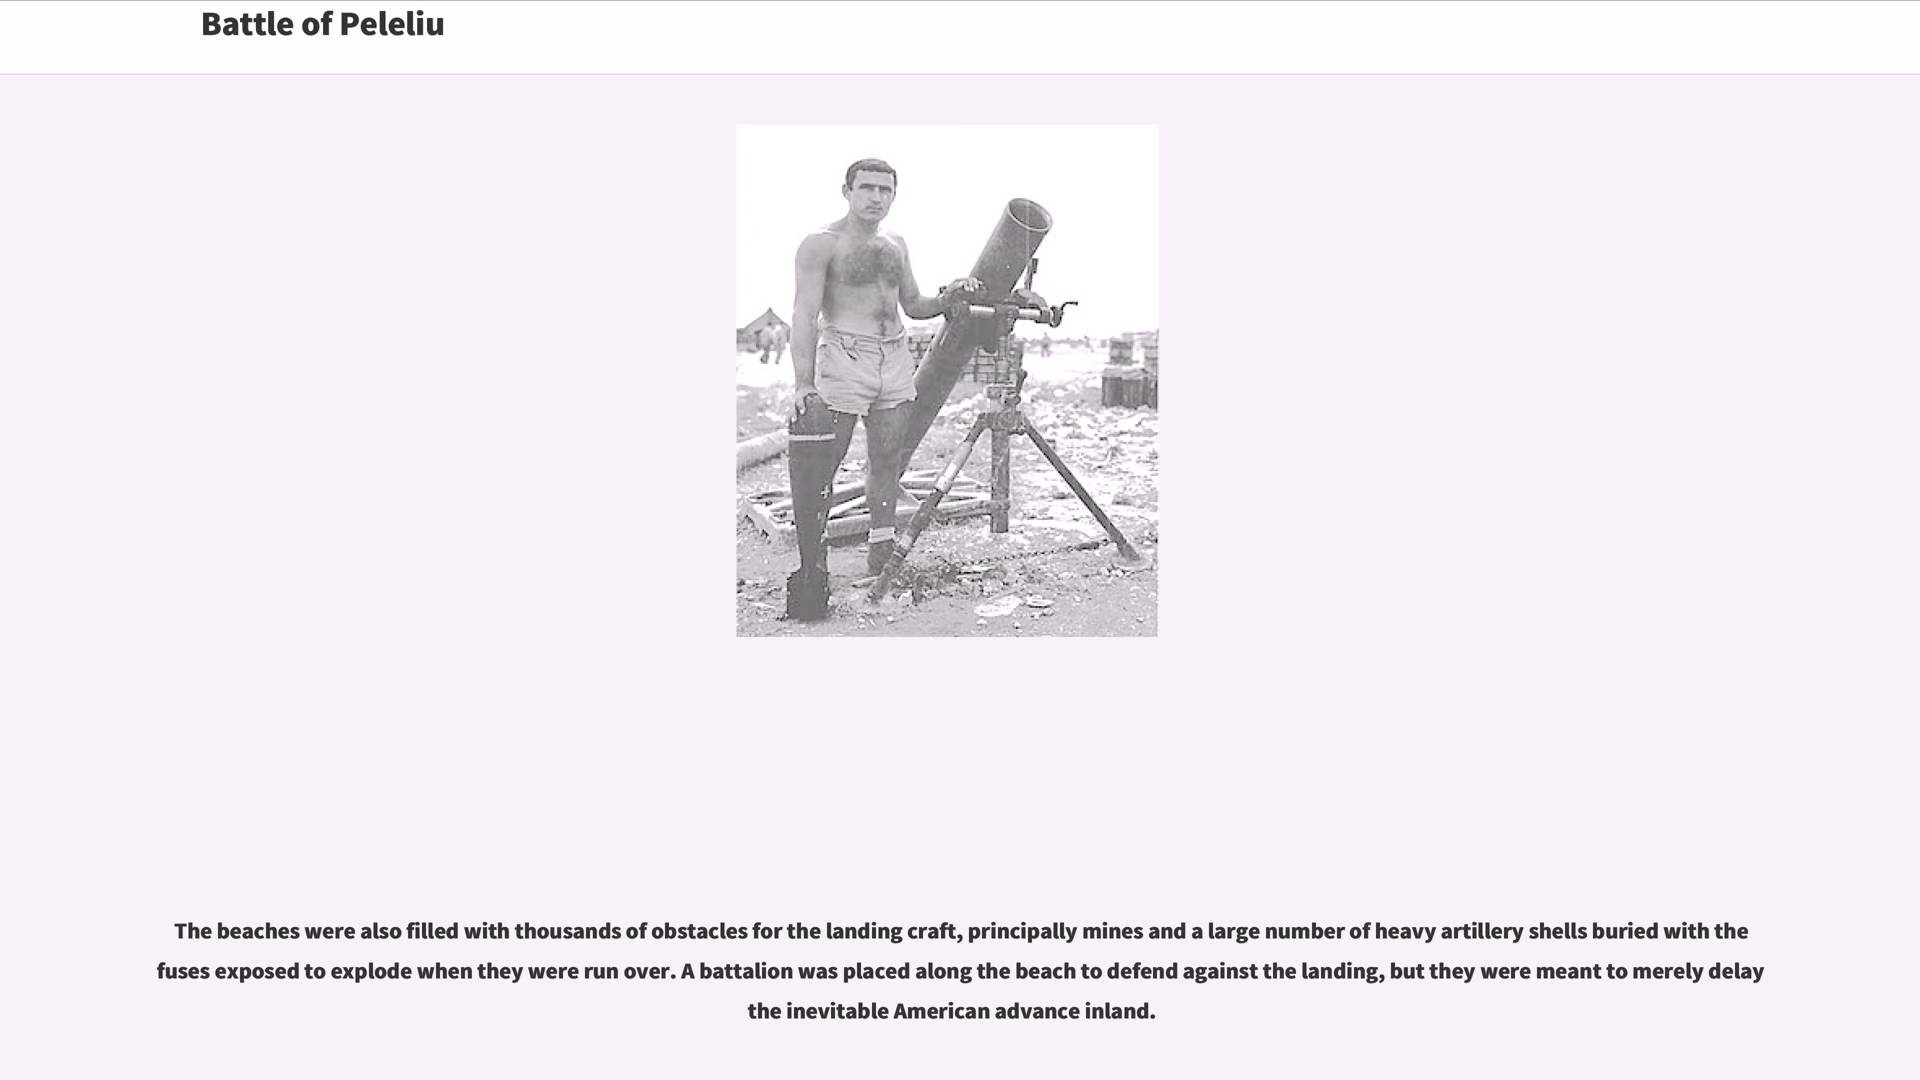 Battle of Peleliu
The beaches were also filled with thousands of obstacles for the landing craft, principally mines and a large number of heavy artillery shells buried with the
fuses exposed to explode when they were run over. A battalion was placed along the beach to defend against the landing, but they were meant to merely delay
the inevitable American advance inland.